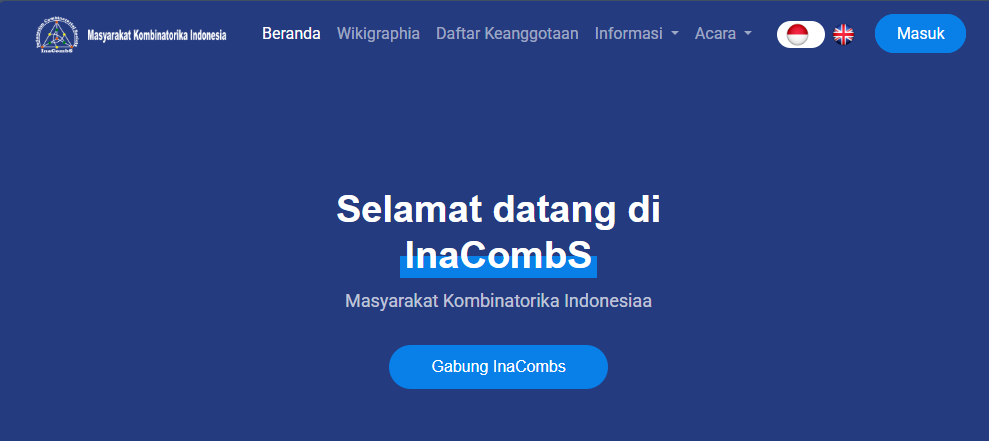 Masyarakat Kombinatorika Indonesia
Beranda Wikigraphia Daftar Keanggotaan Informasi Acara Masuk
Selamat datang di
InaCombS
Masyarakat Kombinatorika Indonesiaa
Gabung InaCombs